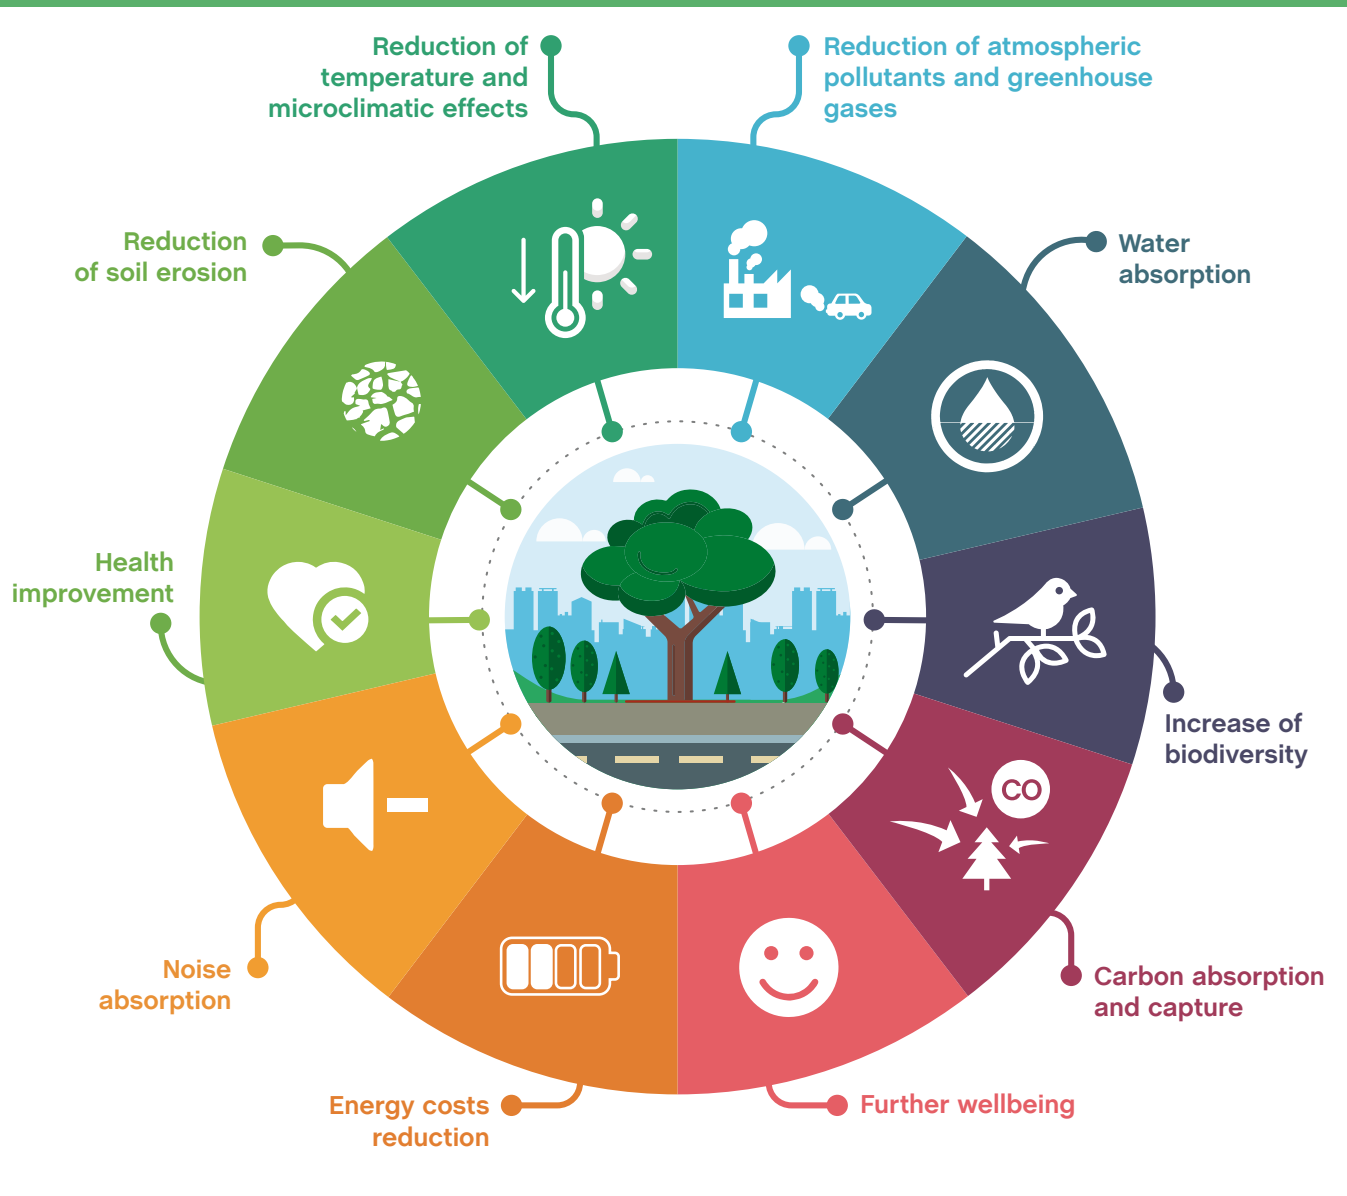 Reduction of
temperature and
microclimatic effects
Reduction of atmospheric
pollutants and greenhouse
gases
Water
absorption
Increase of
biodiversity
CO
Carbon absorption
and capture
Further wellbeing
Energy costs
reduction
Noise
absorption
Health
improvement
Reduction
of soil erosion